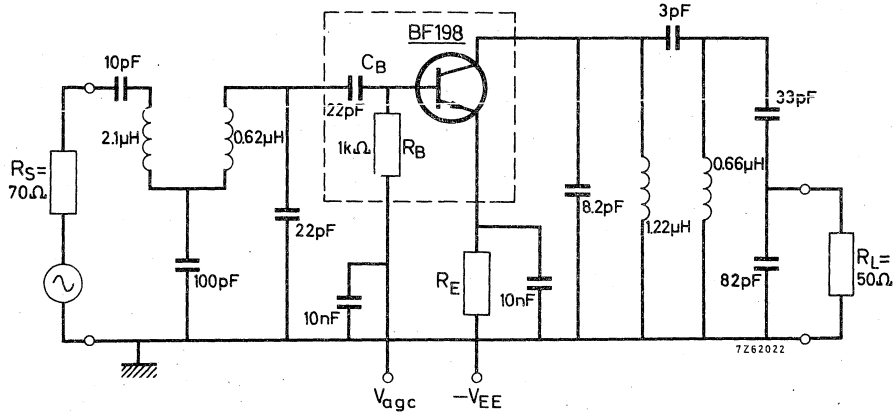 3pF
BF198
10pF
C_B
22pF
33pF
2.1µH
0.62µH
1kΩ
R_B
0.66µH
R_S=
70Ω
8.2pF
1.22µH
22pF
R_L=
50Ω
100pF
R_E
82pF
10nF
10nF
7Z62022
V_agc
−V_EE